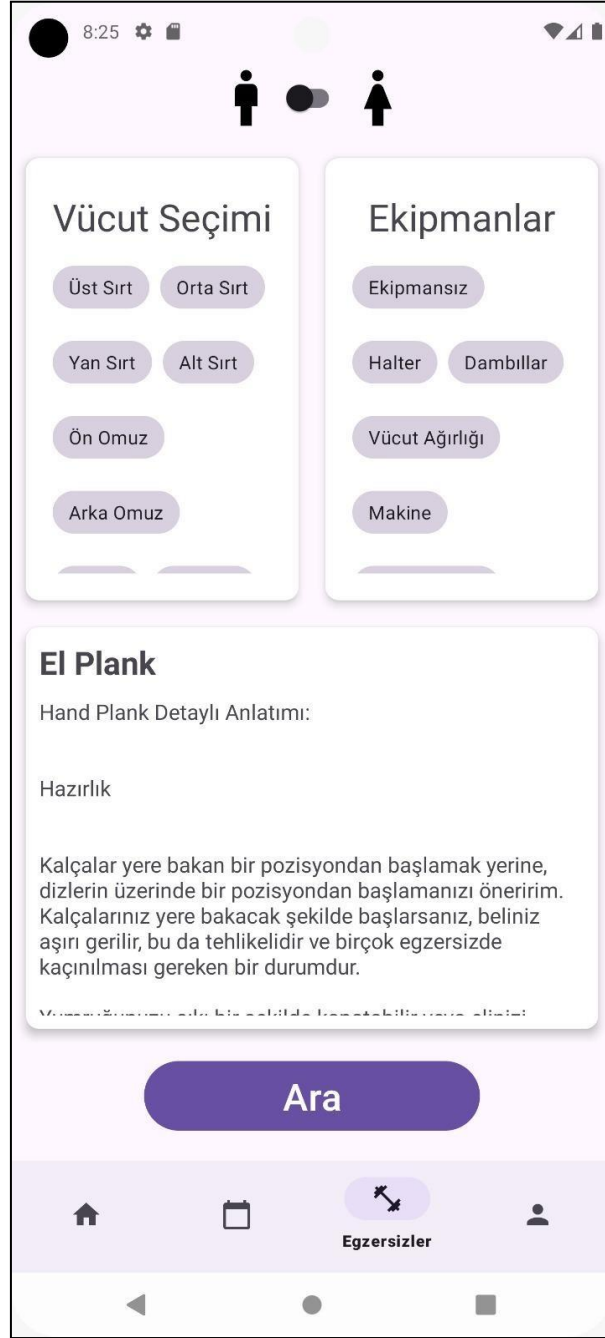 8:25
Vücut Seçimi
Üst Sırt Orta Sırt
Yan Sırt Alt Sırt
Ön Omuz
Arka Omuz
Ekipmanlar
Ekipmansız
Halter Dambıllar
Vücut Ağırlığı
Makine
El Plank
Hand Plank Detaylı Anlatımı:
Hazırlık
Kalçalar yere bakan bir pozisyondan başlamak yerine,
dizlerin üzerinde bir pozisyondan başlamanızı öneririm.
Kalçalarınız yere bakacak şekilde başlarsanız, beliniz
aşırı gerilir, bu da tehlikelidir ve birçok egzersizde
kaçınılması gereken bir durumdur.
Ara
Egzersizler